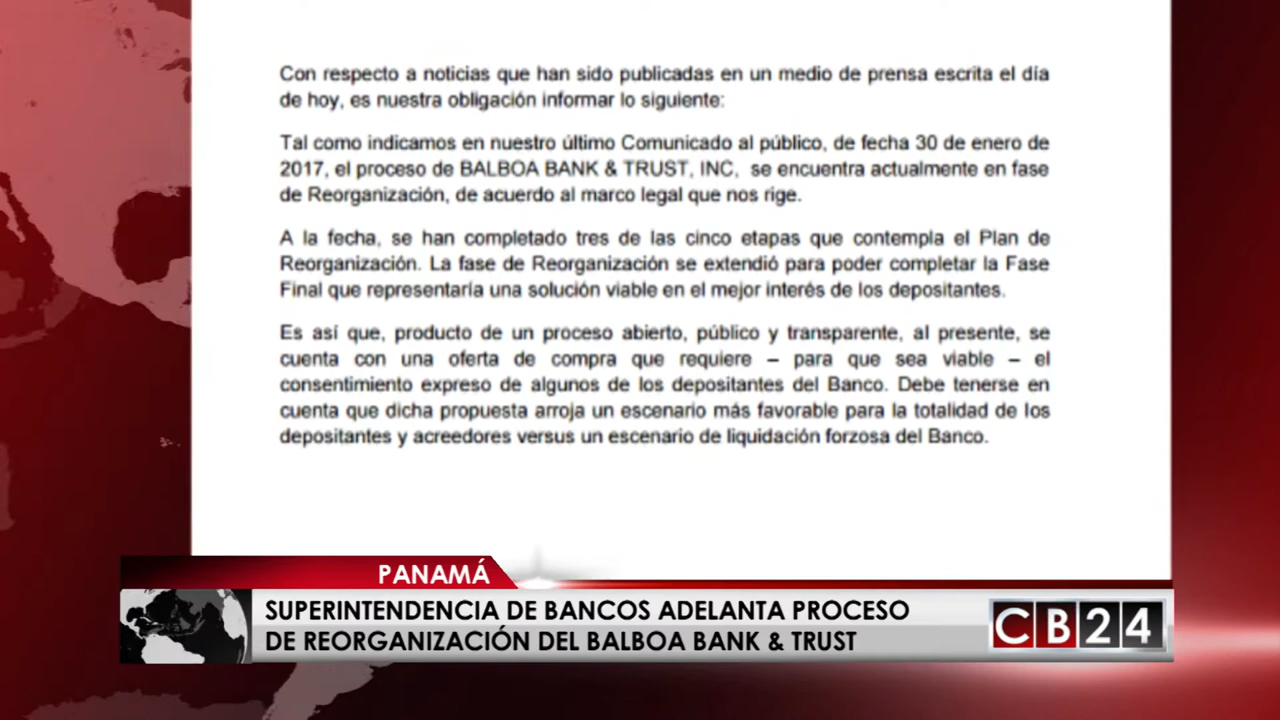 Con respecto a noticias que han sido publicadas en un medio de prensa escrita el día
de hoy, es nuestra obligación informar lo siguiente:
Tal como indicamos en nuestro último Comunicado al público, de fecha 30 de enero de
2017, el proceso de BALBOA BANK & TRUST, INC, se encuentra actualmente en fase
de Reorganización, de acuerdo al marco legal que nos rige.
A la fecha, se han completado tres de las cinco etapas que contempla el Plan de
Reorganización. La fase de Reorganización se extendió para poder completar la Fase
Final que representaría una solución viable en el mejor interés de los depositantes.
Es así que, producto de un proceso abierto, público y transparente, al presente, se
cuenta con una oferta de compra que requiere – para que sea viable – el
consentimiento expreso de algunos de los depositantes del Banco. Debe tenerse en
cuenta que dicha propuesta arroja un escenario más favorable para la totalidad de los
depositantes y acreedores versus un escenario de liquidación forzosa del Banco.
PANAMÁ
SUPERINTENDENCIA DE BANCOS ADELANTA PROCESO
DE REORGANIZACIÓN DEL BALBOA BANK & TRUST
CB24